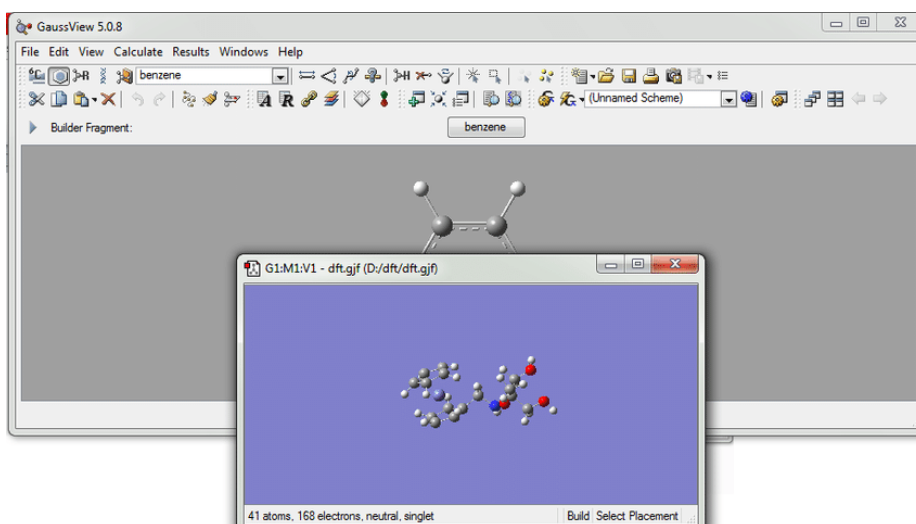 GaussView 5.0.8
File Edit View Calculate Results Windows Help
benzene
(Unnamed Scheme)
Builder Fragment:
benzene
G1:M1:V1 - dft.gjf (D:/dft/dft.gjf)
41 atoms, 168 electrons, neutral, singlet
Build Select Placement